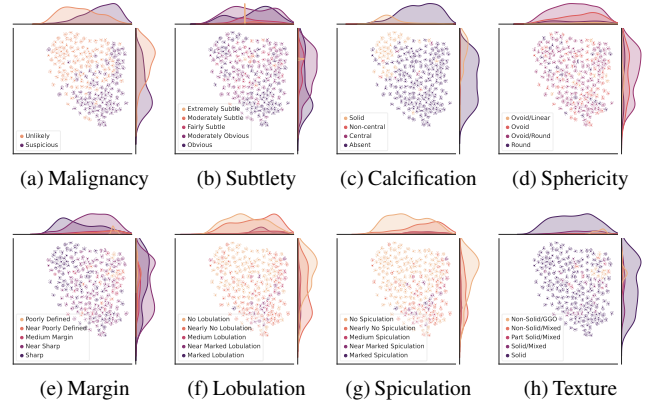 Unlikely
Suspicious
(a) Malignancy
Extremely Subtle
Moderately Subtle
Fairly Subtle
Moderately Obvious
Obvious
(b) Subtlety
Solid
Non-central
Central
Absent
(c) Calcification
Ovoid/Linear
Ovoid
Ovoid/Round
Round
(d) Sphericity
Poorly Defined
Near Poorly Defined
Medium Margin
Near Sharp
Sharp
(e) Margin
No Lobulation
Nearly No Lobulation
Medium Lobulation
Near Marked Lobulation
Marked Lobulation
(f) Lobulation
No Spiculation
Nearly No Spiculation
Medium Spiculation
Near Marked Spiculation
Marked Spiculation
(g) Spiculation
Non-Solid/GGO
Non-Solid/Mixed
Part Solid/Mixed
Solid/Mixed
Solid
(h) Texture